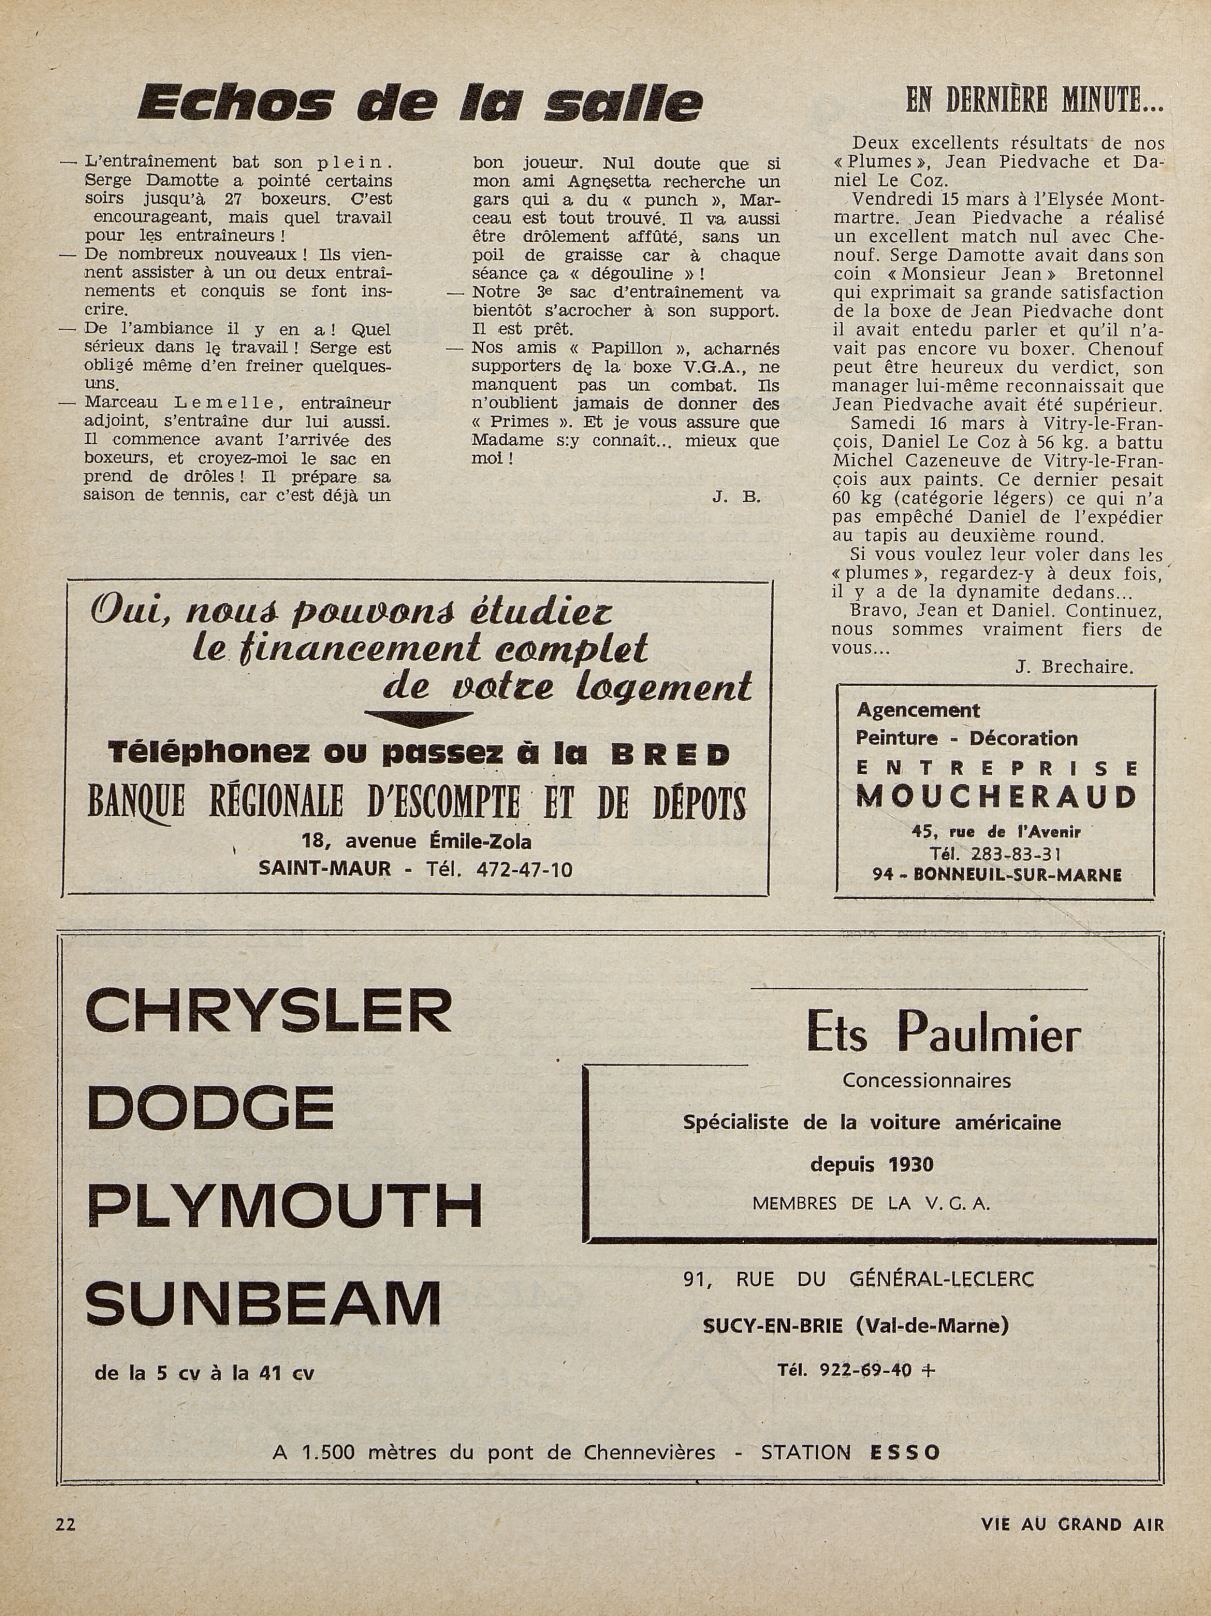 Echos de la salle
— L'entraînement bat son plein.
Serge Damotte a pointé certains
soirs jusqu'à 27 boxeurs. C'est
encourageant, mais quel travail
pour les entraîneurs !
— De nombreux nouveaux ! Ils vien-
nent assister à un ou deux entraî-
nements et conquis se font ins-
crire.
— De l'ambiance il y en a ! Quel
sérieux dans le travail ! Serge est
obligé même d'en freiner quelques-
uns.
— Marceau Lemelle, entraîneur
adjoint, s'entraîne dur lui aussi.
Il commence avant l'arrivée des
boxeurs, et croyez-moi le sac en
prend de drôles ! Il prépare sa
saison de tennis, car c'est déjà un
bon joueur. Nul doute que si
mon ami Agnesetta recherche un
gars qui a du « punch », Mar-
ceau est tout trouvé. Il va aussi
être drôlement affûté, sans un
poil de graisse car à chaque
séance ça « dégouline » !
— Notre 3e sac d'entraînement va
bientôt s'acrocher à son support.
Il est prêt.
— Nos amis « Papillon », acharnés
supporters de la boxe V.G.A., ne
manquent pas un combat. Ils
n'oublient jamais de donner des
« Primes ». Et je vous assure que
Madame s:y connaît... mieux que
moi !
J. B.
EN DERNIÈRE MINUTE...
Deux excellents résultats de nos
« Plumes », Jean Piedvache et Da-
niel Le Coz.
Vendredi 15 mars à l'Elysée Mont-
martre. Jean Piedvache a réalisé
un excellent match nul avec Che-
nouf. Serge Damotte avait dans son
coin « Monsieur Jean » Bretonnel
qui exprimait sa grande satisfaction
de la boxe de Jean Piedvache dont
il avait entedu parler et qu'il n'a-
vait pas encore vu boxer. Chenouf
peut être heureux du verdict, son
manager lui-même reconnaissait que
Jean Piedvache avait été supérieur.
Samedi 16 mars à Vitry-le-Fran-
çois, Daniel Le Coz à 56 kg. a battu
Michel Cazeneuve de Vitry-le-Fran-
çois aux paints. Ce dernier pesait
60 kg (catégorie légers) ce qui n'a
pas empêché Daniel de l'expédier
au tapis au deuxième round.
Si vous voulez leur voler dans les
« plumes », regardez-y à deux fois,
il y a de la dynamite dedans...
Bravo, Jean et Daniel. Continuez,
nous sommes vraiment fiers de
vous...
J. Brechaire.
Oui, nous pouvons étudier
le financement complet
de votre logement
Téléphonez ou passez à la BRED
BANQUE RÉGIONALE D'ESCOMPTE ET DE DÉPOTS
18, avenue Émile-Zola
SAINT-MAUR - Tél. 472-47-10
Agencement
Peinture - Décoration
ENTREPRISE
MOUCHERAUD
45, rue de l'Avenir
Tél. 283-83-31
94 - BONNEUIL-SUR-MARNE
CHRYSLER
DODGE
PLYMOUTH
SUNBEAM
de la 5 cv à la 41 cv
Ets Paulmier
Concessionnaires
Spécialiste de la voiture américaine
depuis 1930
MEMBRES DE LA V.G.A.
91, RUE DU GÉNÉRAL-LECLERC
SUCY-EN-BRIE (Val-de-Marne)
Tél. 922-69-40 +
A 1.500 mètres du pont de Chennevières - STATION ESSO
22
VIE AU GRAND AIR